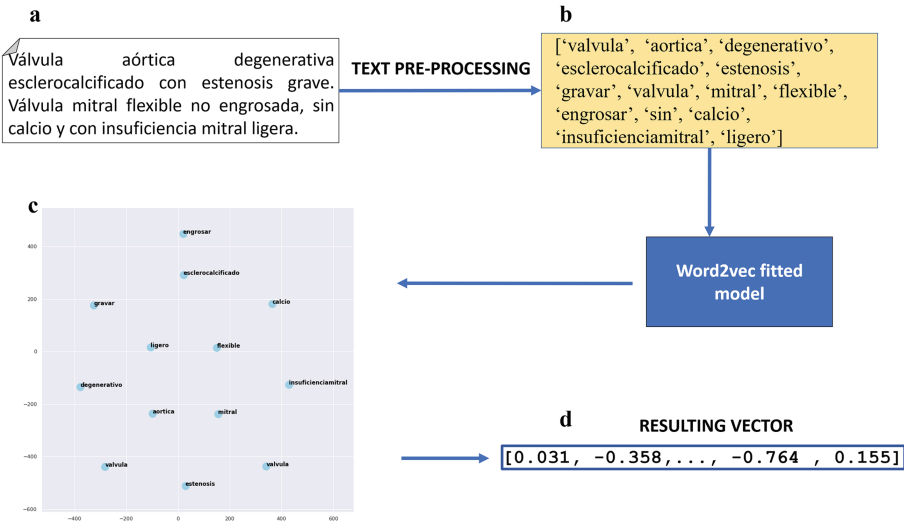 a
Válvula aórtica degenerativa
esclerocalcificado con estenosis grave.
Válvula mitral flexible no engrosada, sin
calcio y con insuficiencia mitral ligera.
TEXT PRE-PROCESSING
b
[‘valvula’, ‘aortica’, ‘degenerativo’,
‘esclerocalcificado’, ‘estenosis’,
‘gravar’, ‘valvula’, ‘mitral’, ‘flexible’,
‘engrosar’, ‘sin’, ‘calcio’,
‘insuficienciamitral’, ‘ligero’]
Word2vec fitted
model
c
engrosar
400
esclerocalcificado
gravar
calcio
200
ligero
flexible
0
degenerativo
insuficienciamitral
−200
aortica
mitral
−400
valvula
valvula
estenosis
−600
−400 −200 0 200 400 600
d
RESULTING VECTOR
[0.031, -0.358,..., -0.764 , 0.155]